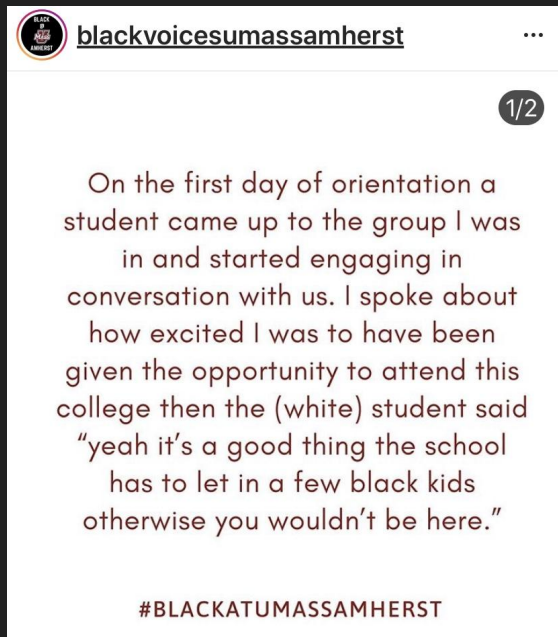 BLACK
@
AMHERST
blackvoicesumassamherst
1/2
On the first day of orientation a
student came up to the group I was
in and started engaging in
conversation with us. I spoke about
how excited I was to have been
given the opportunity to attend this
college then the (white) student said
“yeah it’s a good thing the school
has to let in a few black kids
otherwise you wouldn’t be here.”
#BLACKATUMASSAMHERST